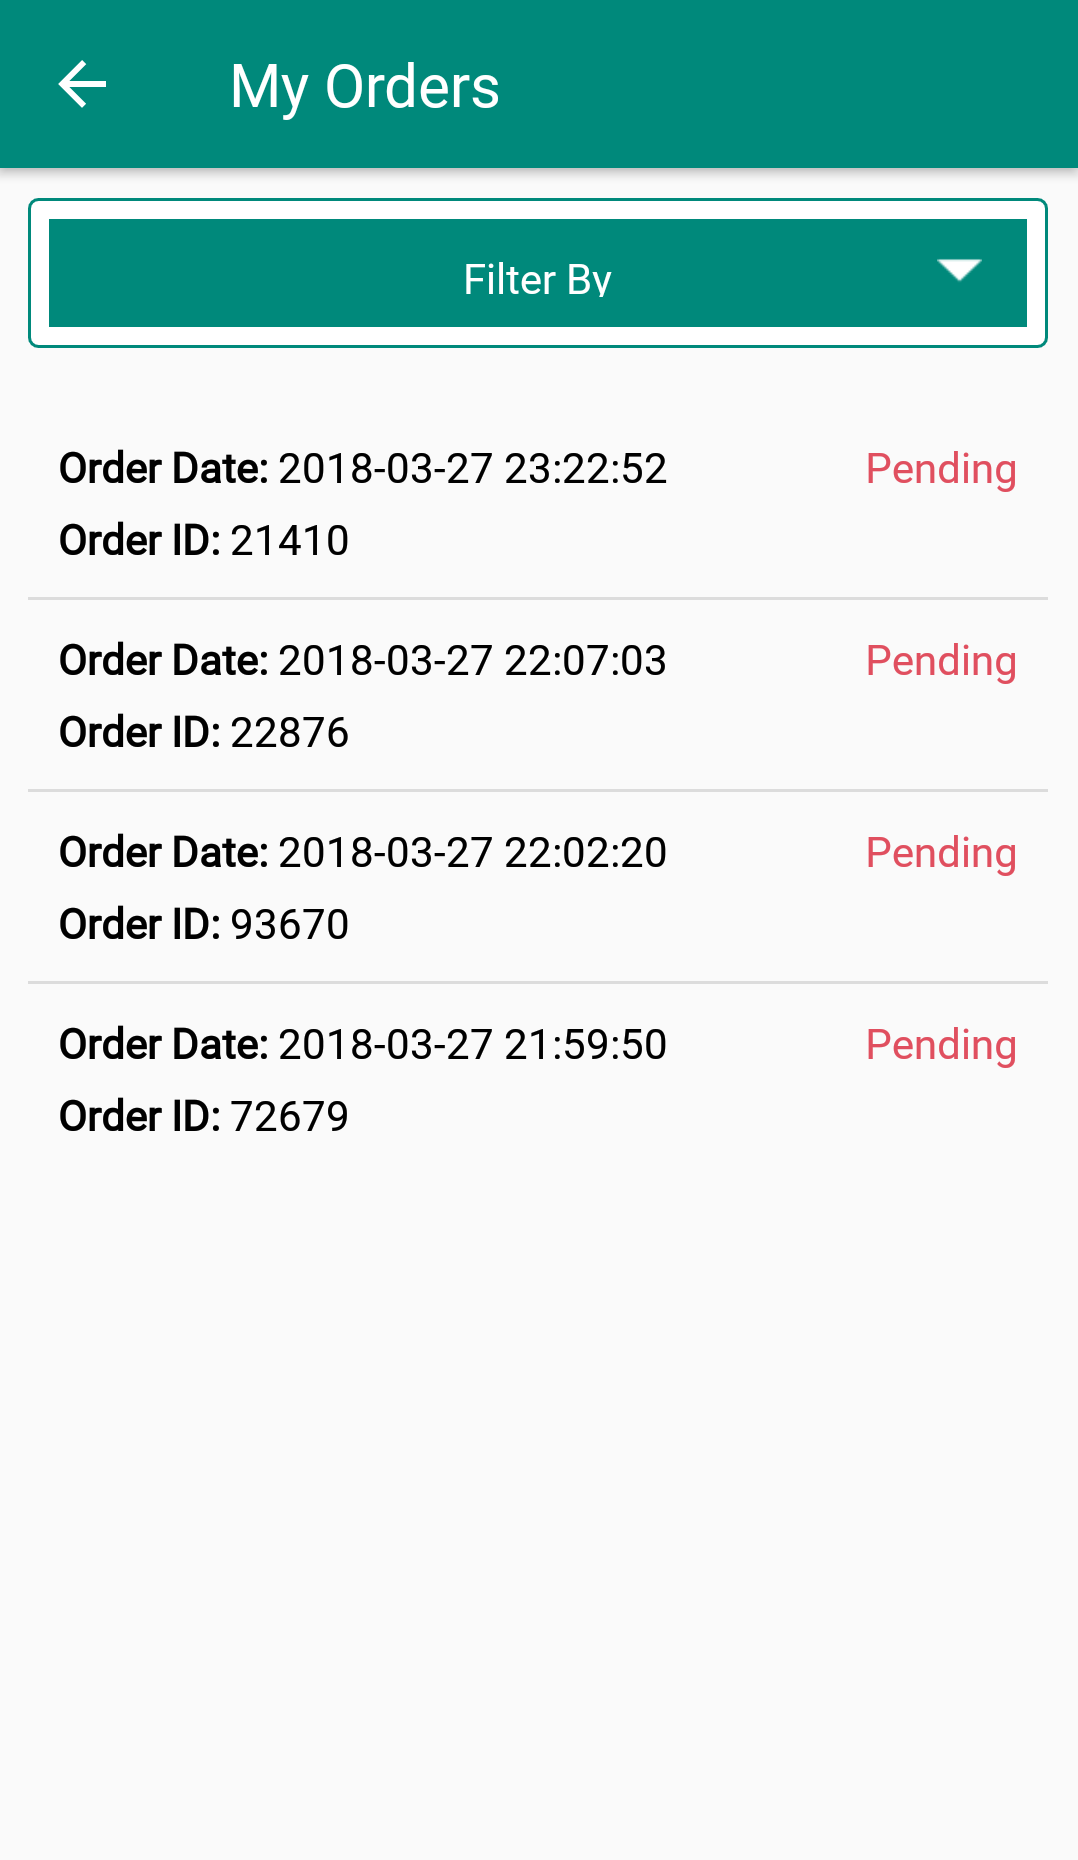 My Orders
Filter By
Order Date: 2018-03-27 23:22:52 Pending
Order ID: 21410
Order Date: 2018-03-27 22:07:03 Pending
Order ID: 22876
Order Date: 2018-03-27 22:02:20 Pending
Order ID: 93670
Order Date: 2018-03-27 21:59:50 Pending
Order ID: 72679